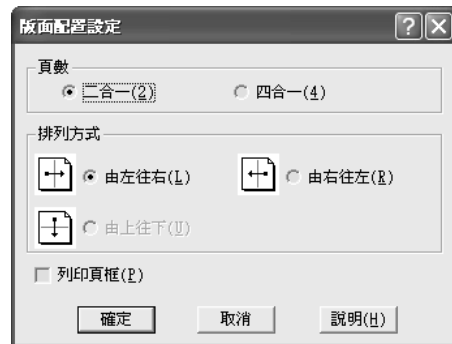 版面配置設定
頁數
二合一(2)
四合一(4)
排列方式
由左往右(L)
由右往左(R)
由上往下(U)
列印頁框(P)
確定
取消
說明(H)